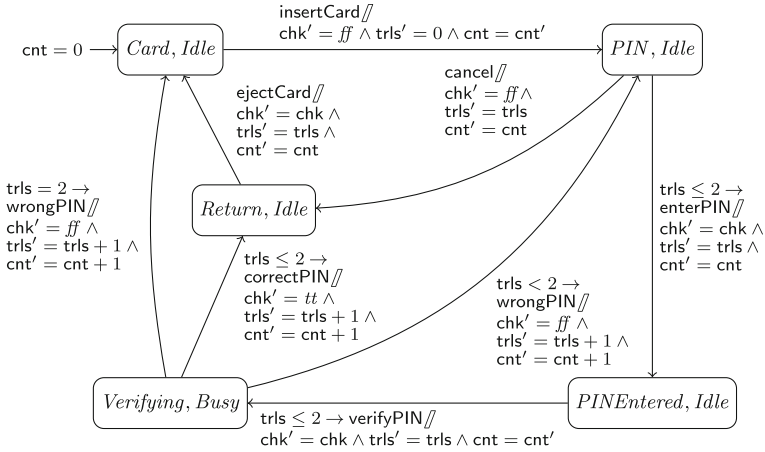 insertCard⫽
chk′ = ff ∧ trls′ = 0 ∧ cnt = cnt′
cnt = 0
Card, Idle
PIN, Idle
cancel⫽
chk′ = ff ∧
trls′ = trls
cnt′ = cnt
ejectCard⫽
chk′ = chk ∧
trls′ = trls ∧
cnt′ = cnt
trls = 2 →
wrongPIN⫽
chk′ = ff ∧
trls′ = trls + 1 ∧
cnt′ = cnt + 1
Return, Idle
trls ≤ 2 →
enterPIN⫽
chk′ = chk ∧
trls′ = trls ∧
cnt′ = cnt
trls ≤ 2 →
correctPIN⫽
chk′ = tt ∧
trls′ = trls + 1 ∧
cnt′ = cnt + 1
trls < 2 →
wrongPIN⫽
chk′ = ff ∧
trls′ = trls + 1 ∧
cnt′ = cnt + 1
Verifying, Busy
PINEntered, Idle
trls ≤ 2 → verifyPIN⫽
chk′ = chk ∧ trls′ = trls ∧ cnt = cnt′